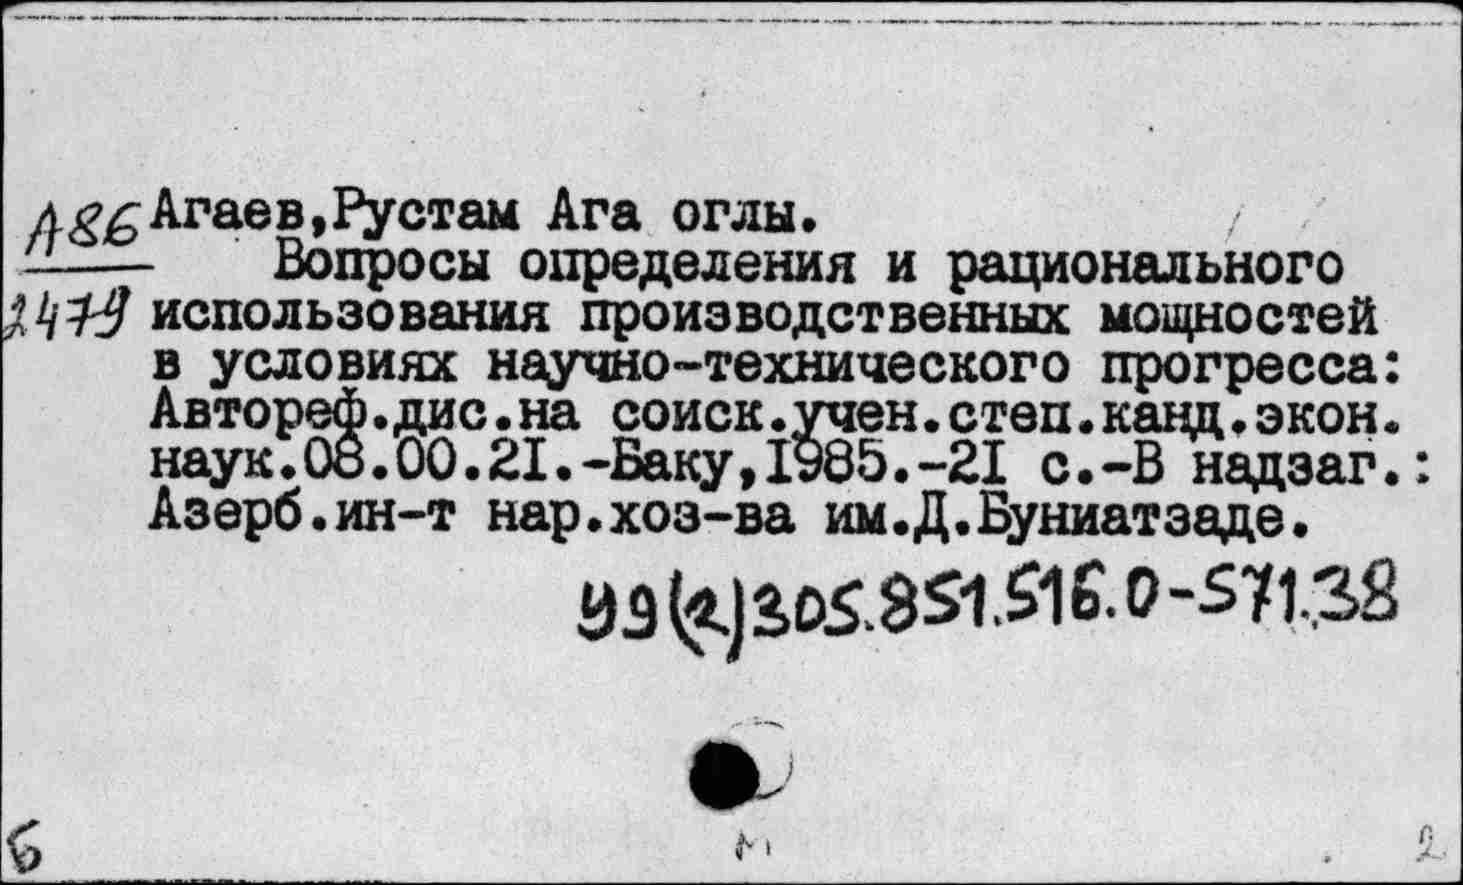 А86 Агаев,Рустам Ага оглы.
Вопросы определения и рационального
использования производственных мощностей
в условиях научно-технического прогресса:
Автореф.дис.на соиск.учен.степ.канд.экон.
наук.08.00.21.-Баку,1985.-21 с.-В надзаг.:
Азерб.ин-т нар.хоз-ва им.Д.Буниатзаде.
У9(2)305.851.516.0-571.38
6
2